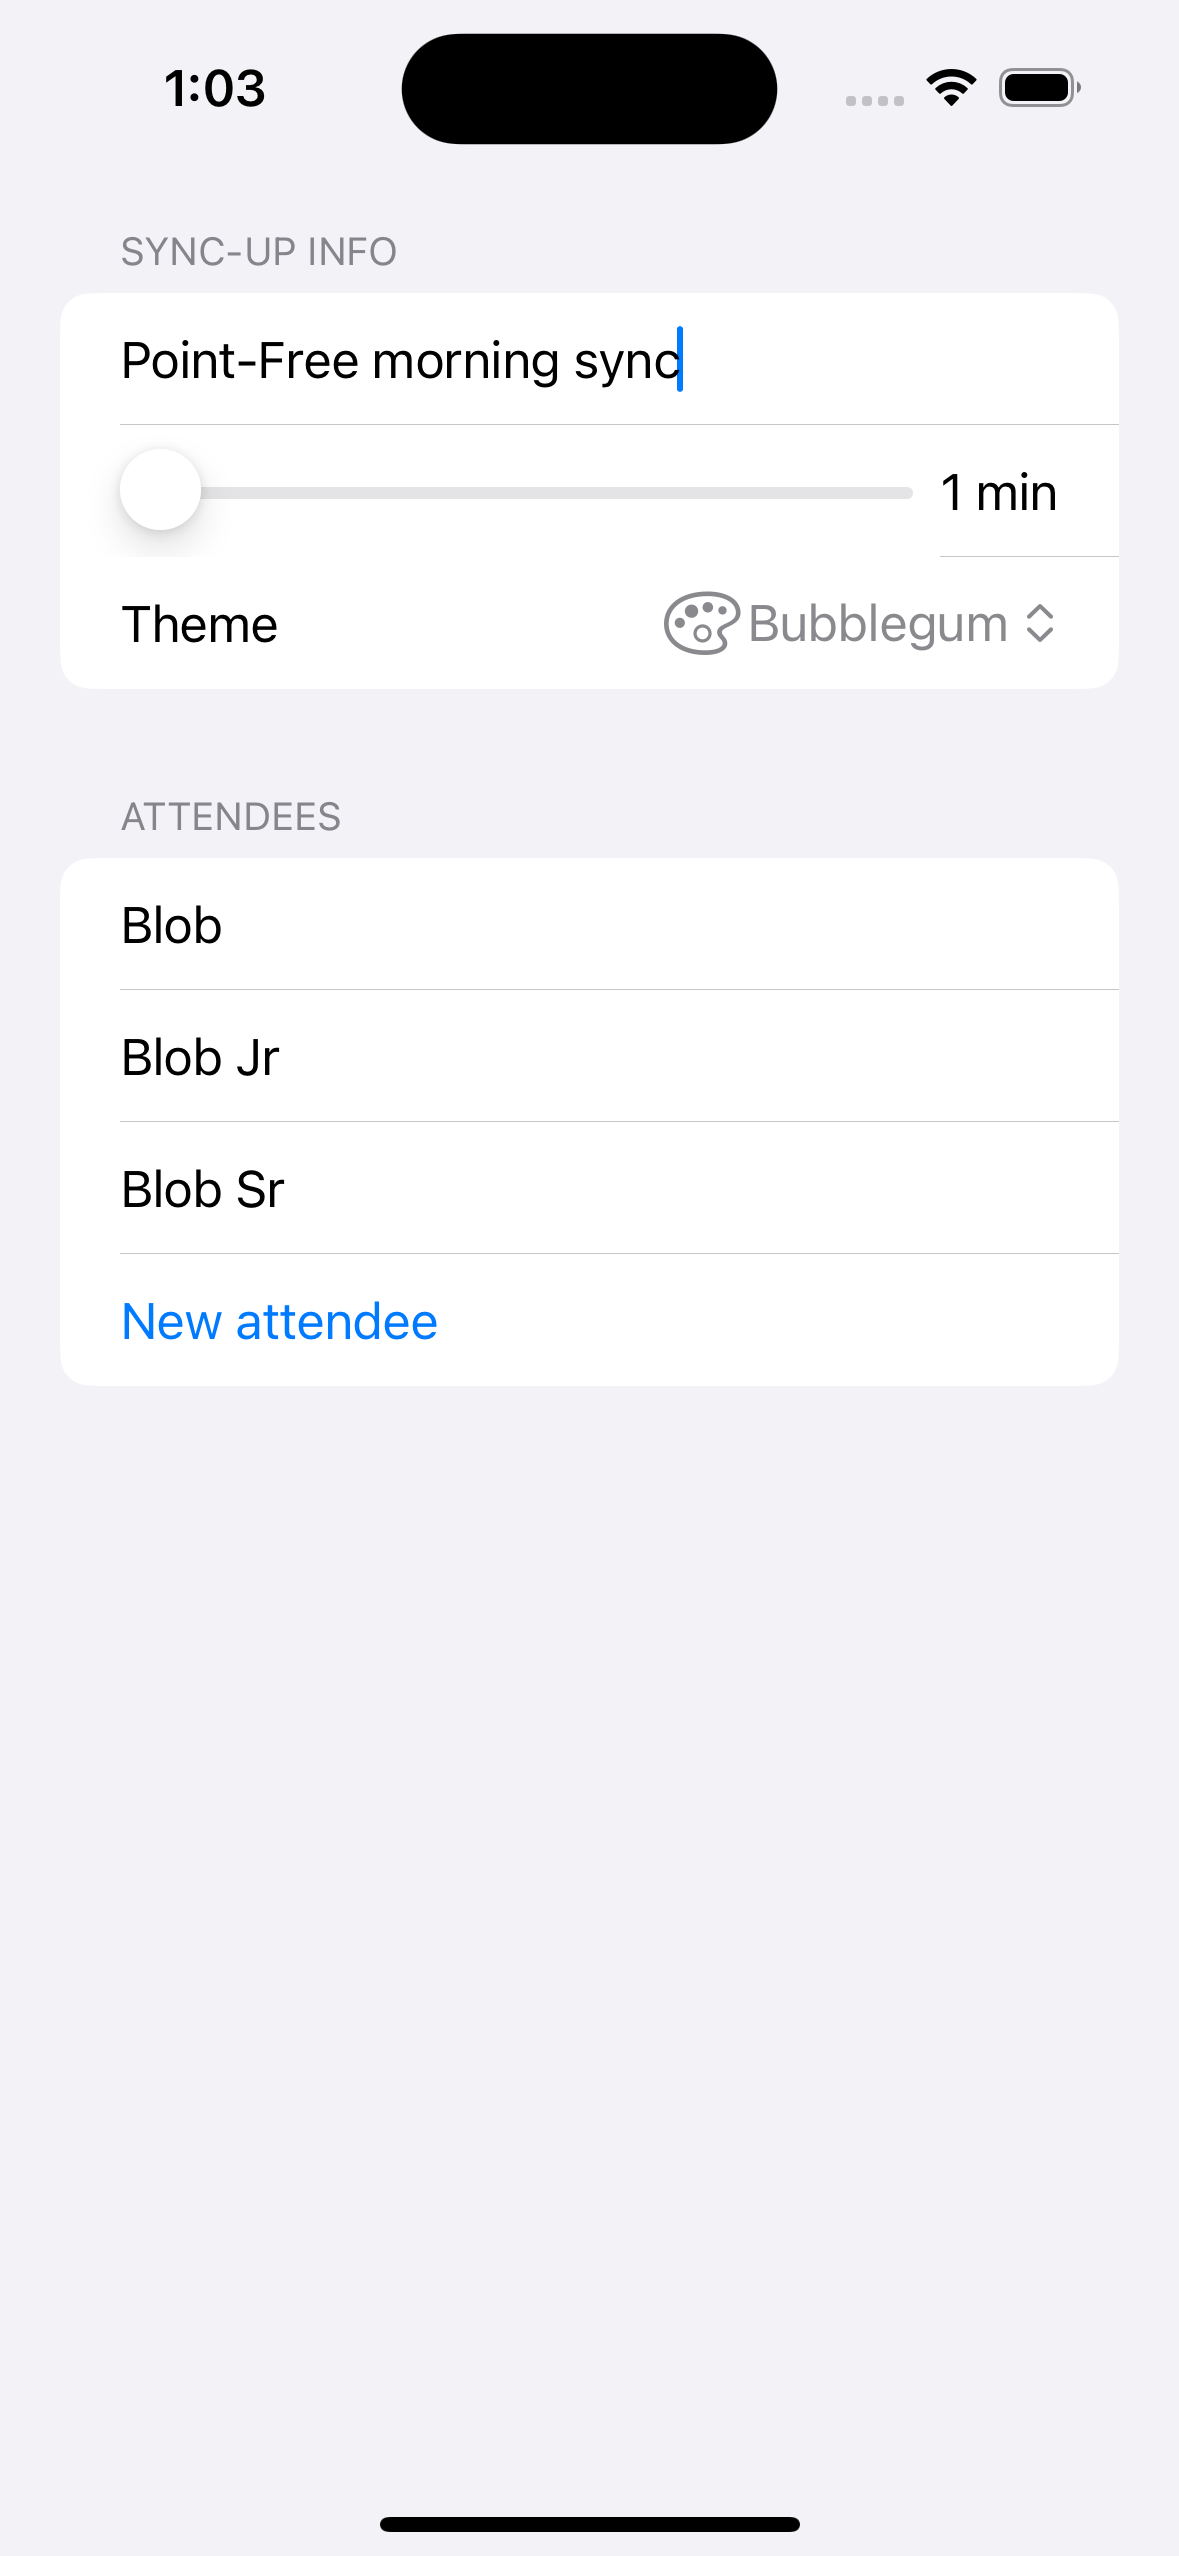 1:03
SYNC-UP INFO
Point-Free morning sync
1 min
Theme
Bubblegum
ATTENDEES
Blob
Blob Jr
Blob Sr
New attendee